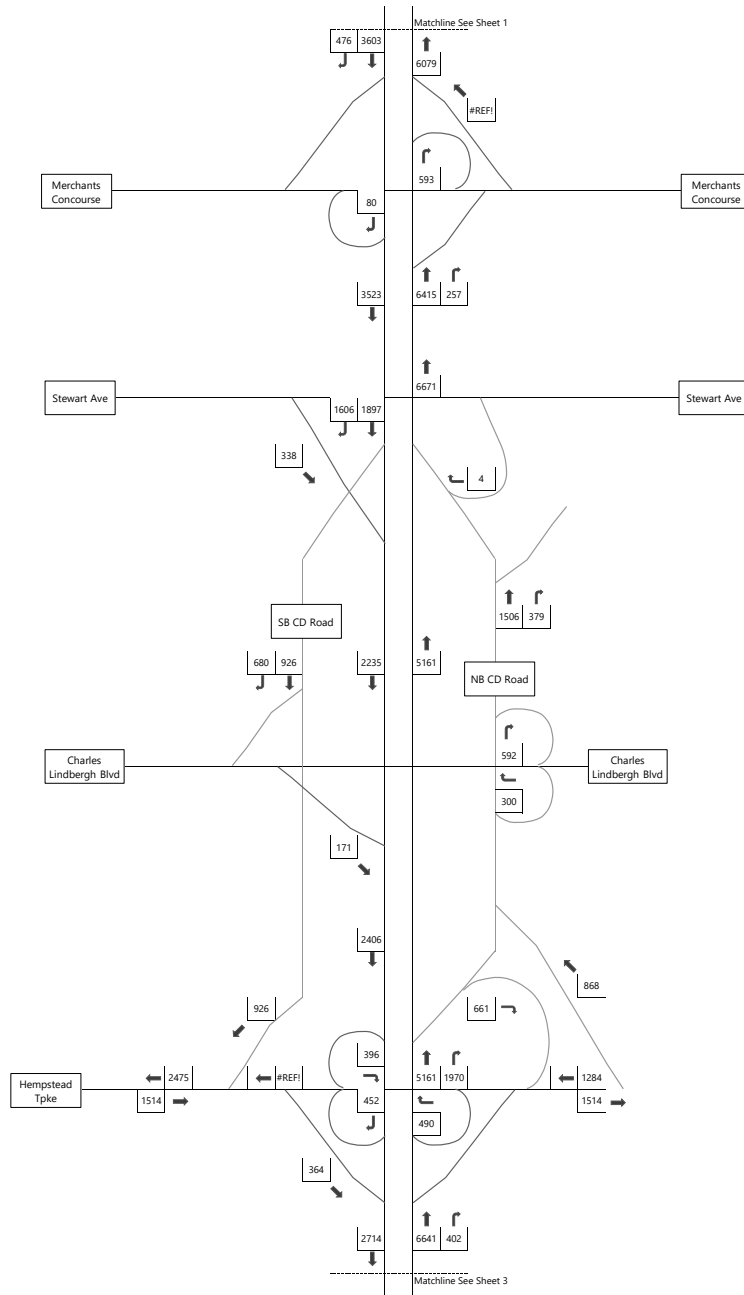 Matchline See Sheet 1
476 3603
6079
#REF!
593
Merchants
Concourse
Merchants
Concourse
80
3523 6415 257
6671
Stewart Ave
Stewart Ave
1606 1897
338
4
1506 379
SB CD Road
680 926 2235 5161
NB CD Road
592
Charles
Lindbergh Blvd
Charles
Lindbergh Blvd
300
171
2406
868
926
661
396
2475 #REF! 5161 1970 1284
Hempstead
Tpke
1514 452 1514
490
364
2714 6641 402
Matchline See Sheet 3